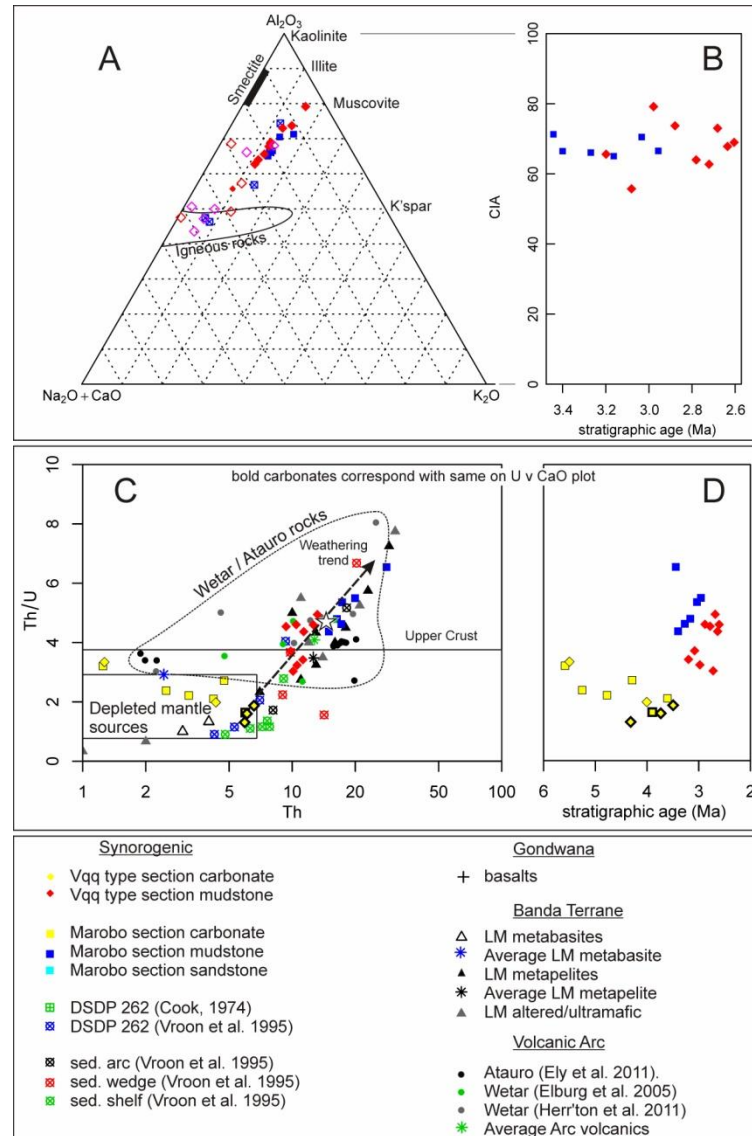 A
Al₂O₃
Kaolinite
Illite
Smectite
Muscovite
K'spar
Igneous rocks
Na₂O + CaO
K₂O
B
CIA
100
80
60
40
20
0
3.4 3.2 3.0 2.8 2.6
stratigraphic age (Ma)
C
bold carbonates correspond with same on U v CaO plot
Th/U
10
8
6
4
2
0
Wetar / Atauro rocks
Weathering
trend
Upper Crust
Depleted mantle
sources
1 2 5 10 20 50 100
Th
D
6 5 4 3 2
stratigraphic age (Ma)
Synorogenic
Vqq type section carbonate
Vqq type section mudstone
Marobo section carbonate
Marobo section mudstone
Marobo section sandstone
DSDP 262 (Cook, 1974)
DSDP 262 (Vroon et al. 1995)
sed. arc (Vroon et al. 1995)
sed. wedge (Vroon et al. 1995)
sed. shelf (Vroon et al. 1995)
Gondwana
basalts
Banda Terrane
LM metabasites
Average LM metabasite
LM metapelites
Average LM metapelite
LM altered/ultramafic
Volcanic Arc
Atauro (Ely et al. 2011).
Wetar (Elburg et al. 2005)
Wetar (Herr'ton et al. 2011)
Average Arc volcanics